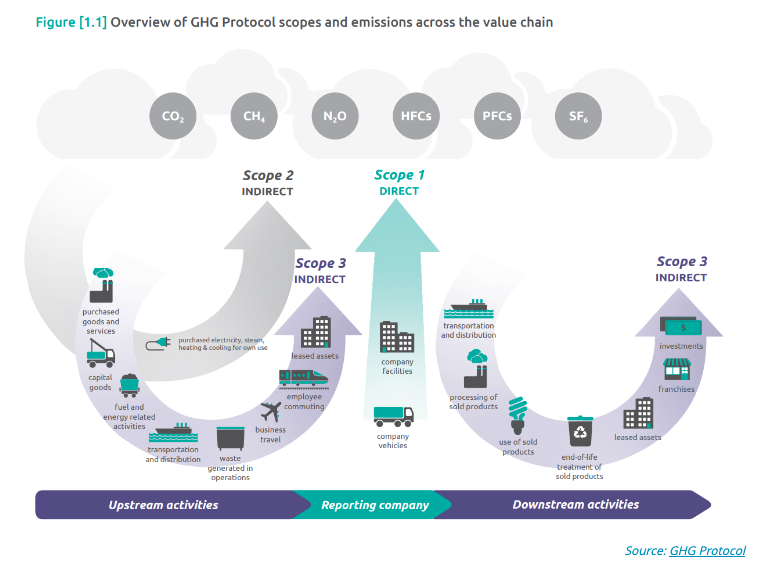 Figure [1.1] Overview of GHG Protocol scopes and emissions across the value chain
CO₂
CH₄
N₂O
HFCs
PFCs
SF₆
Scope 2
INDIRECT
Scope 1
DIRECT
Scope 3
INDIRECT
Scope 3
INDIRECT
purchased
goods and
services
capital
goods
fuel and
energy related
activities
transportation
and distribution
waste
generated in
operations
business
travel
employee
commuting
leased assets
purchased electricity, steam,
heating & cooling for own use
company
facilities
company
vehicles
transportation
and distribution
processing of
sold products
use of sold
products
end-of-life
treatment of
sold products
leased assets
franchises
$
investments
Upstream activities
Reporting company
Downstream activities
Source: GHG Protocol